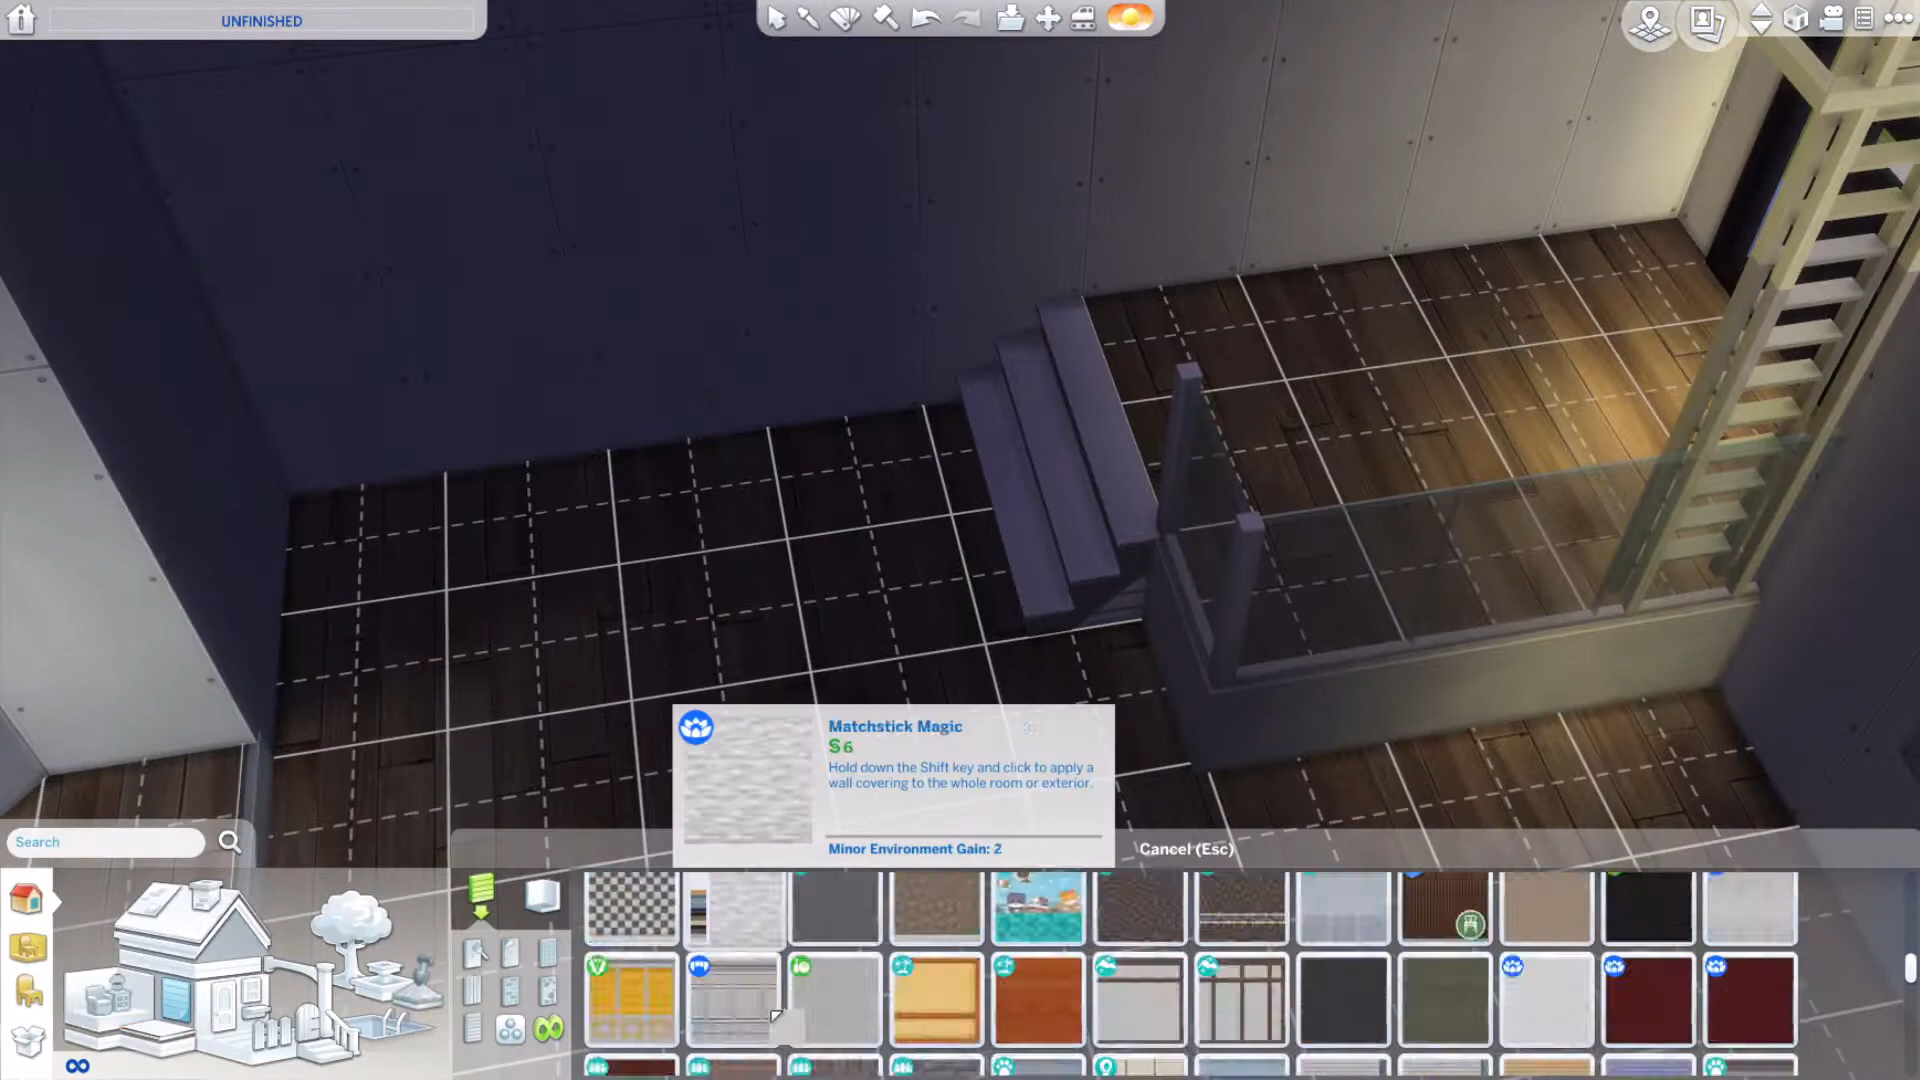 UNFINISHED
Matchstick Magic
§6
Hold down the Shift key and click to apply a
wall covering to the whole room or exterior.
Minor Environment Gain: 2
Cancel (Esc)
Search